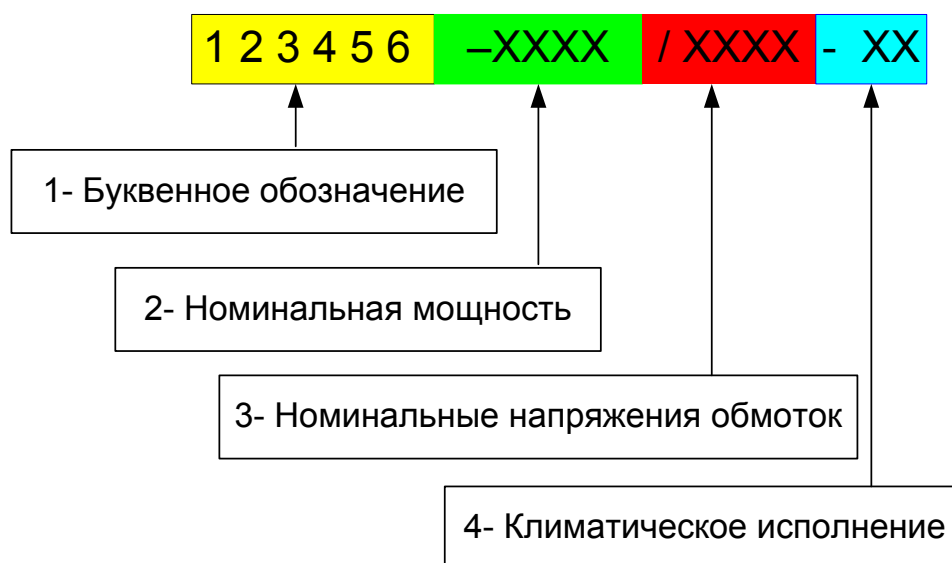 1 2 3 4 5 6 –XXXX / XXXX - XX
1- Буквенное обозначение
2- Номинальная мощность
3- Номинальные напряжения обмоток
4- Климатическое исполнение